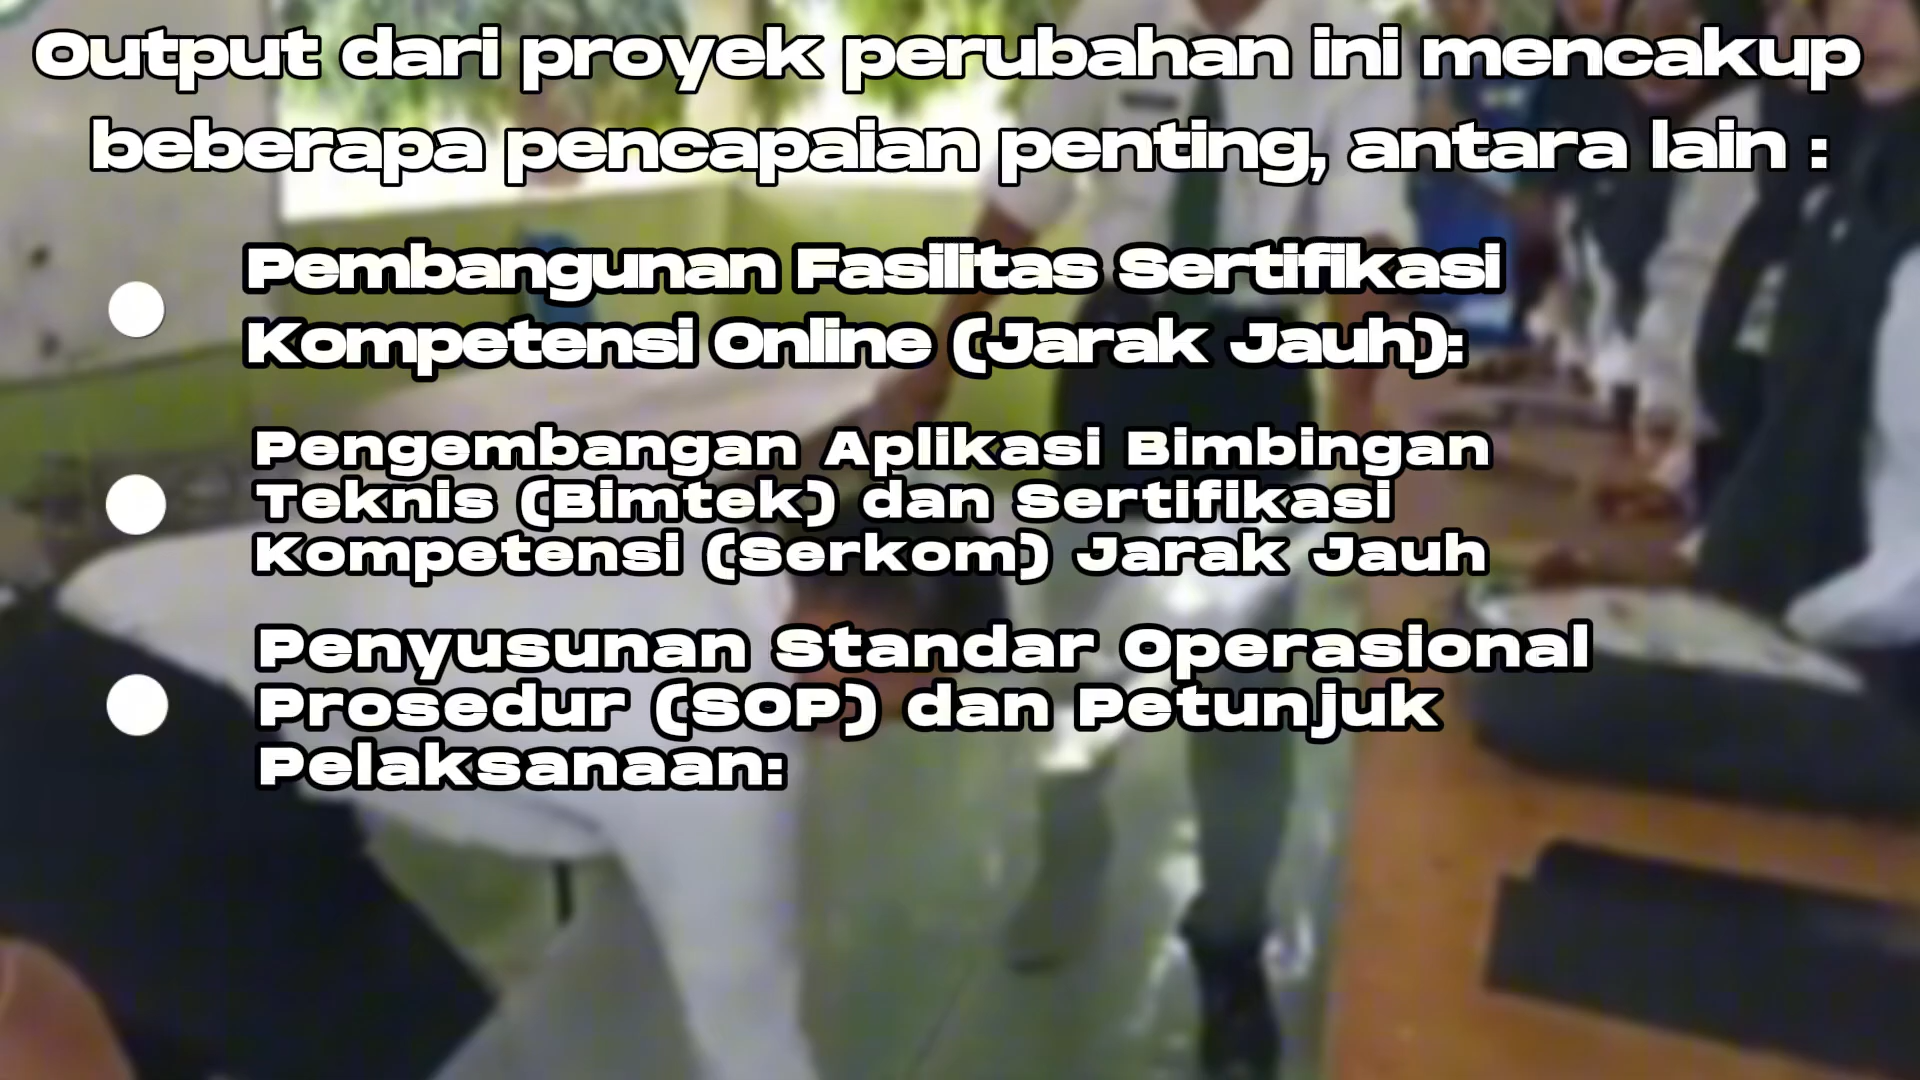 Output dari proyek perubahan ini mencakup
beberapa pencapaian penting, antara lain :
Pembangunan Fasilitas Sertifikasi
Kompetensi Online (Jarak Jauh):
Pengembangan Aplikasi Bimbingan
Teknis (Bimtek) dan Sertifikasi
Kompetensi (Serkom) Jarak Jauh
Penyusunan Standar Operasional
Prosedur (SOP) dan Petunjuk
Pelaksanaan: